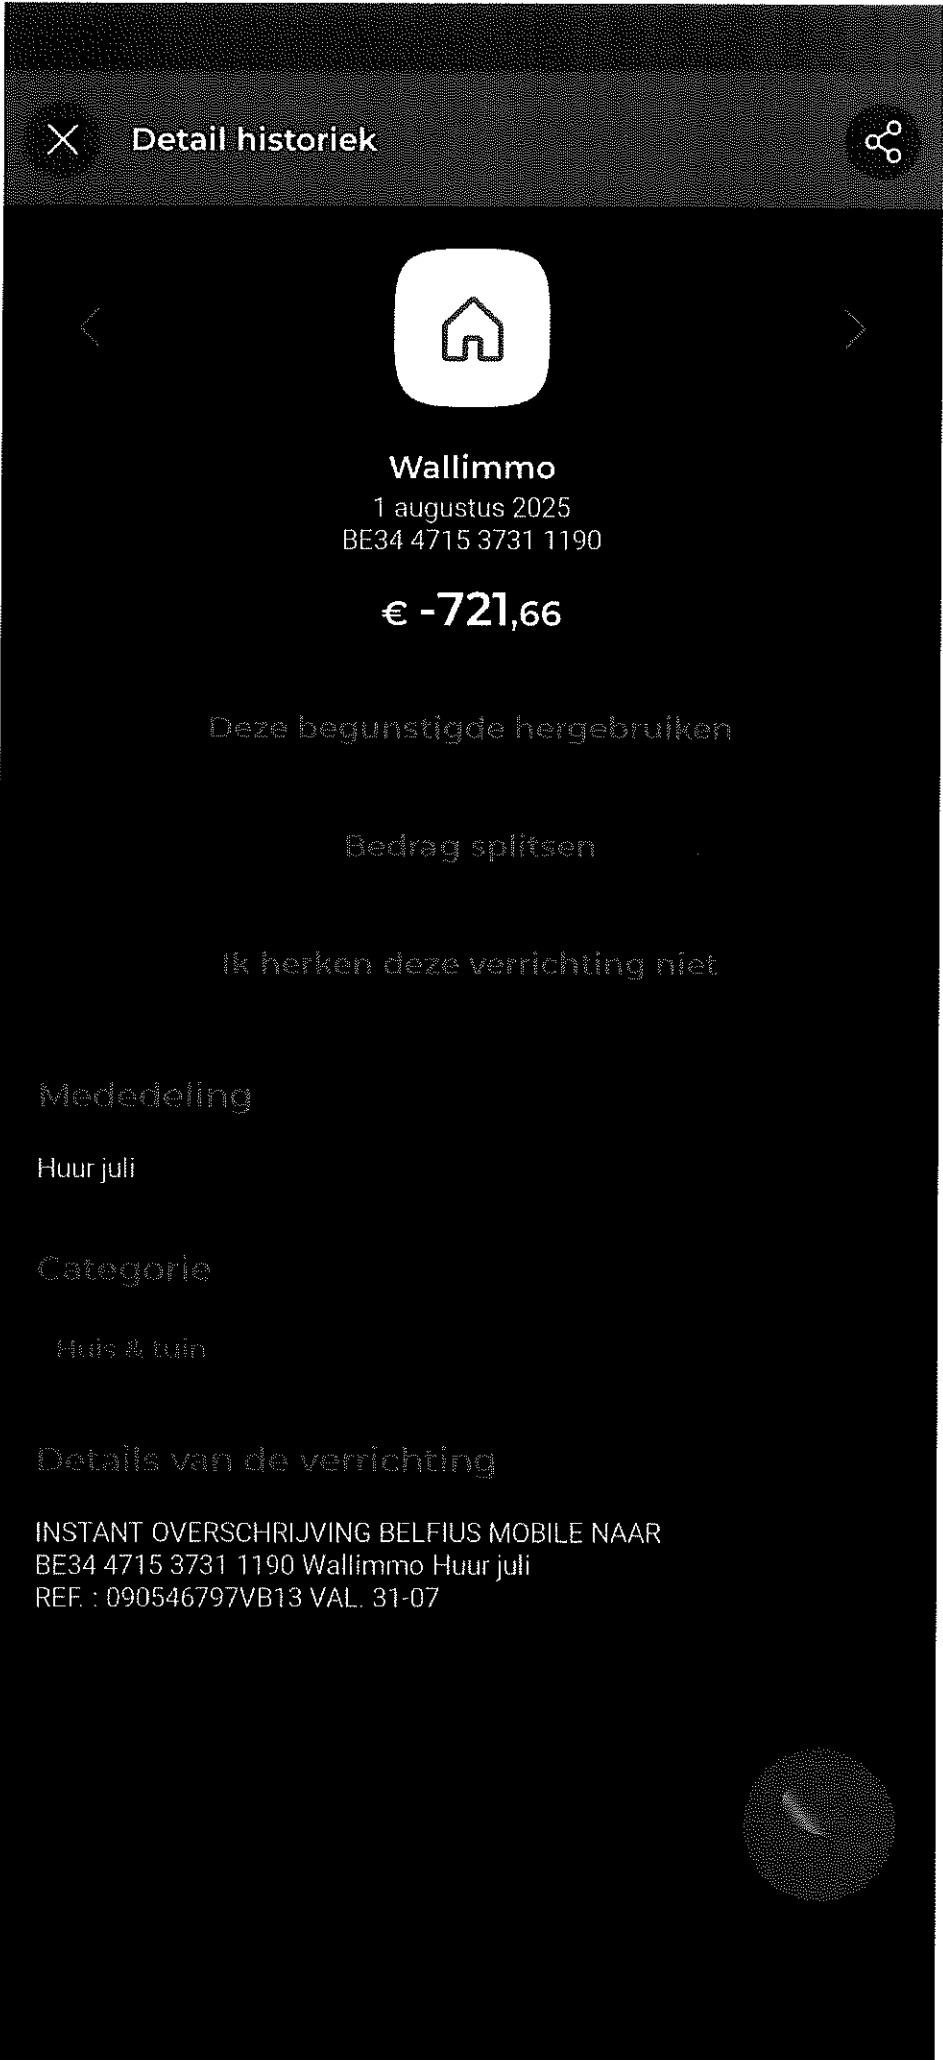 Detail historiek
Wallimmo
1 augustus 2025
BE34 4715 3731 1190
€ -721,66
Deze begunstigde hergebruiken
Bedrag splitsen
Ik herken deze verrichting niet
Mededeling
Huur juli
Categorie
Huis & tuin
Details van de verrichting
INSTANT OVERSCHRIJVING BELFIUS MOBILE NAAR
BE34 4715 3731 1190 Wallimmo Huur juli
REF. : 090546797VB13 VAL. 31-07